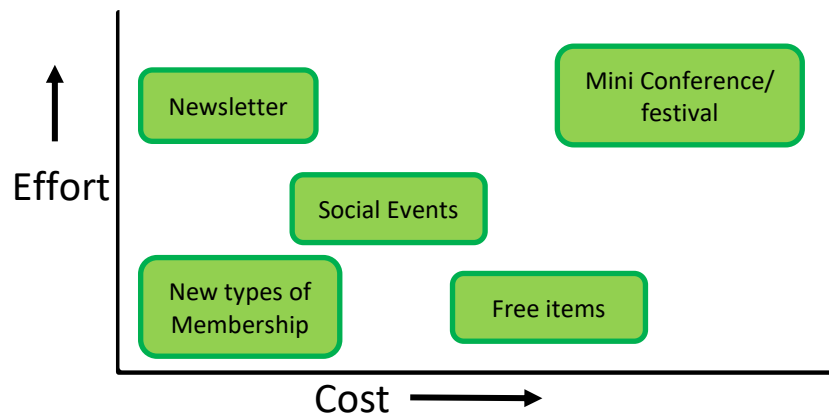 Newsletter
Mini Conference/
festival
Effort
Social Events
New types of
Membership
Free items
Cost